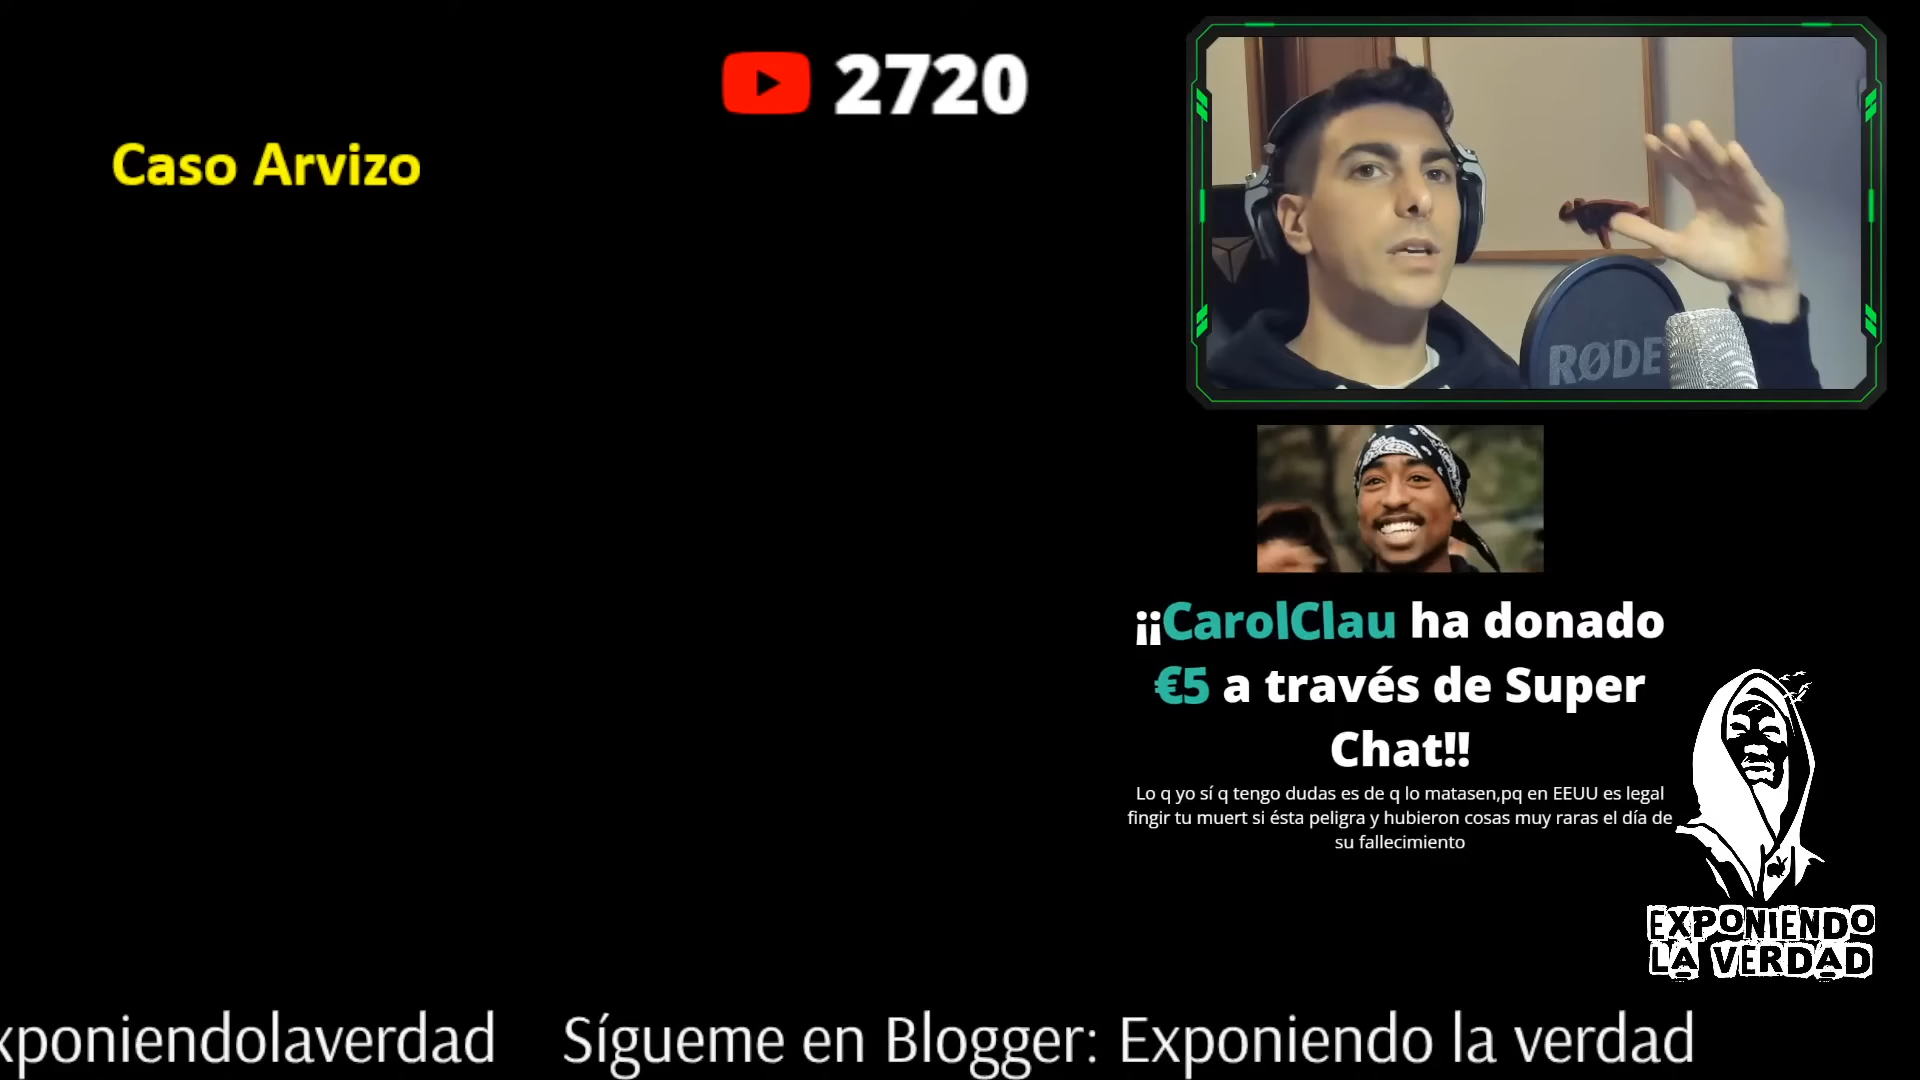 2720
Caso Arvizo
RØDE
¡¡CarolClau ha donado
€5 a través de Super
Chat!!
Lo q yo sí q tengo dudas es de q lo matasen,pq en EEUU es legal
fingir tu muert si ésta peligra y hubieron cosas muy raras el día de
su fallecimiento
EXPONIENDO
LA VERDAD
xponiendolaverdad Sígueme en Blogger: Exponiendo la verdad